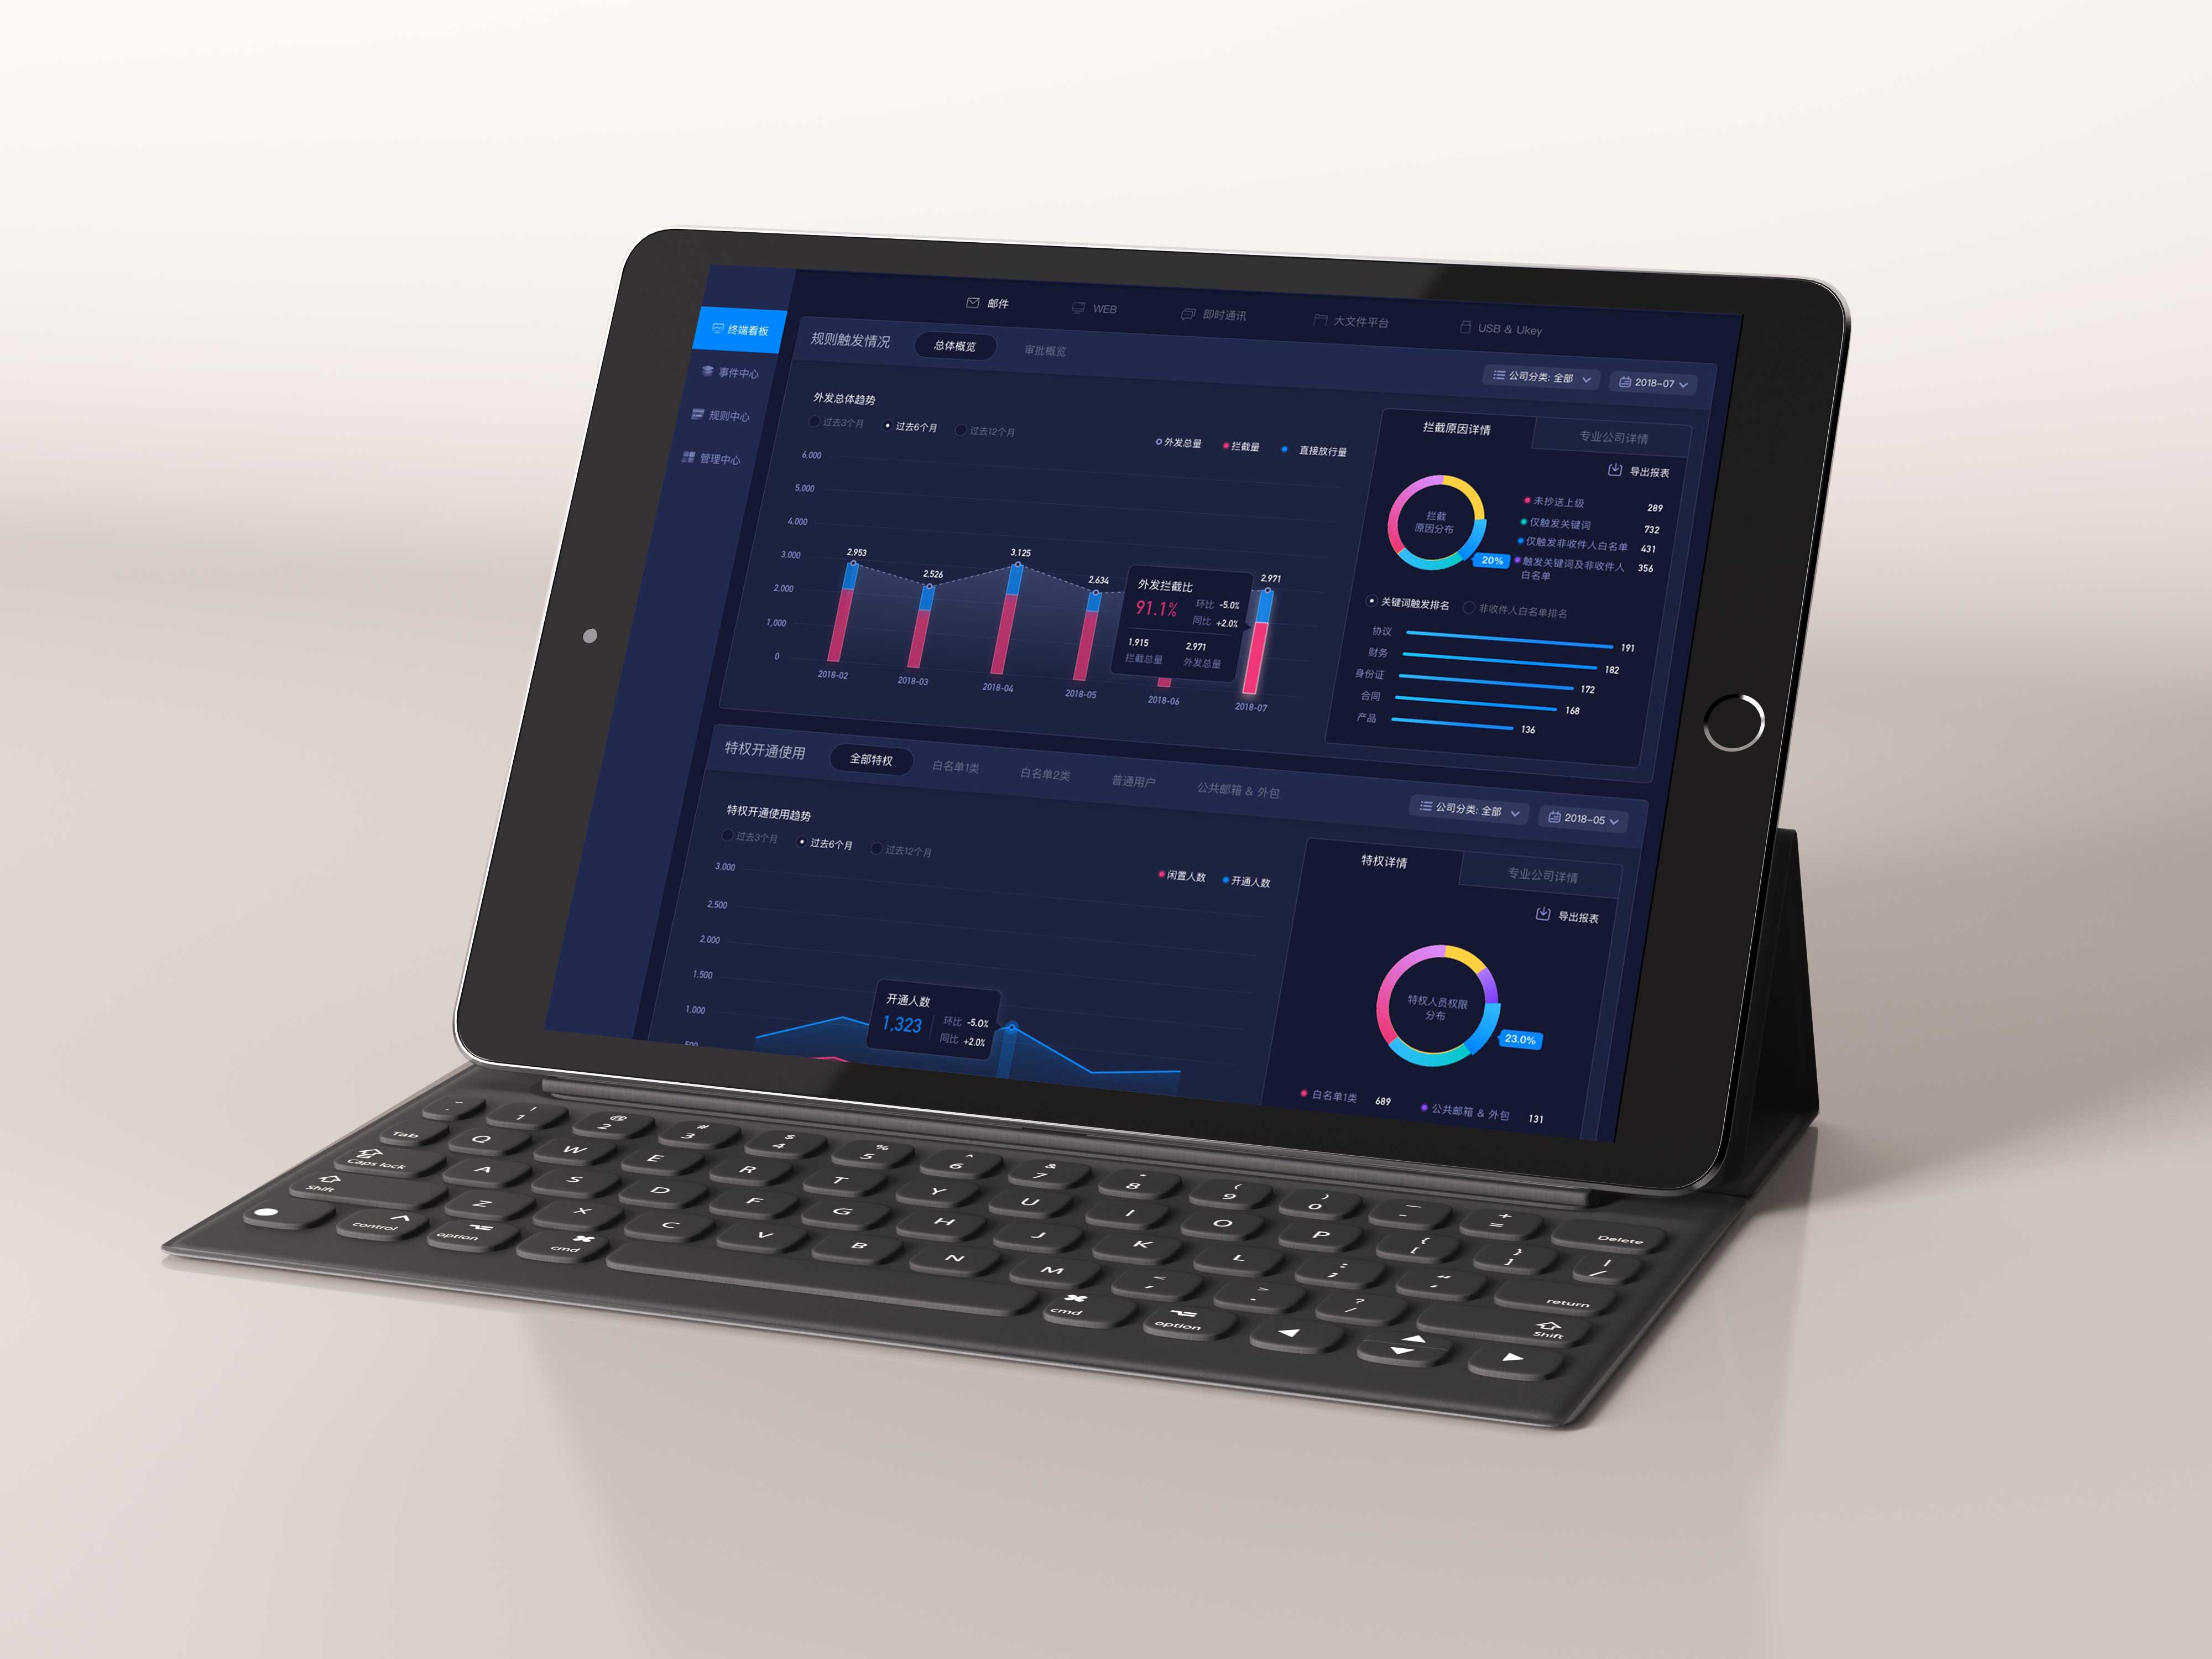 邮件
WEB
即时通讯
大文件平台
USB & Ukey
终端看板
事件中心
规则中心
管理中心
规则触发情况
总体概览
审批概览
公司分类: 全部
2018-07
外发总体趋势
过去3个月
过去6个月
过去12个月
外发总量
拦截量
直接放行量
6,000
5,000
4,000
3,000
2,000
1,000
0
2.953
2.526
3.125
2.634
2.971
外发拦截比
91.1%
环比 -5.0%
同比 +2.0%
1.915
拦截总量
2.971
外发总量
2018-02
2018-03
2018-04
2018-05
2018-06
2018-07
拦截原因详情
专业公司详情
导出报表
拦截
原因分布
20%
未抄送上级 289
仅触发关键词 732
仅触发非收件人白名单 431
触发关键词及非收件人 356
白名单
关键词触发排名
非收件人白名单排名
协议 191
财务 182
身份证 172
合同 168
产品 136
特权开通使用
全部特权
白名单1类
白名单2类
普通用户
公共邮箱 & 外包
公司分类: 全部
2018-05
特权开通使用趋势
过去3个月
过去6个月
过去12个月
闲置人数
开通人数
3.000
2.500
2.000
1.500
1.000
500
开通人数
1.323
环比 -5.0%
同比 +2.0%
特权详情
专业公司详情
导出报表
特权人员权限
分布
23.0%
白名单1类 689
公共邮箱 & 外包 131
! 1 @ 2 # 3 $ 4 % 5 ^ 6 & 7 * 8 ( 9 ) 0 — - + = Delete
Tab Q W E R T Y U I O P { [ } ] | /
Caps lock A S D F G H J K L : ; “ , return
Shift Z X C V B N M < , > . ? / Shift
control option cmd cmd option